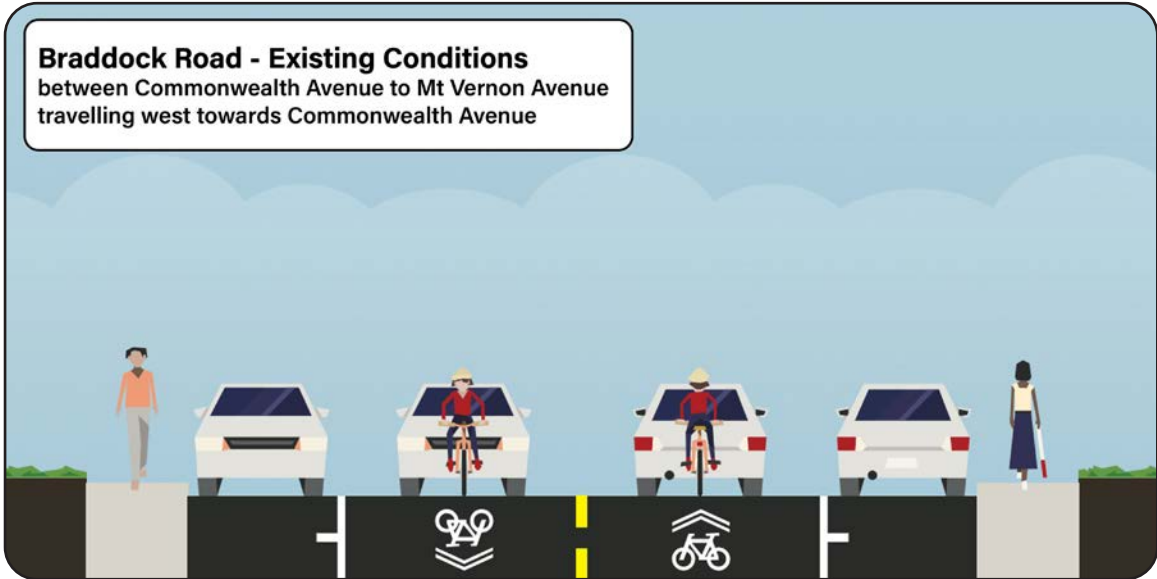 Braddock Road - Existing Conditions
between Commonwealth Avenue to Mt Vernon Avenue
travelling west towards Commonwealth Avenue